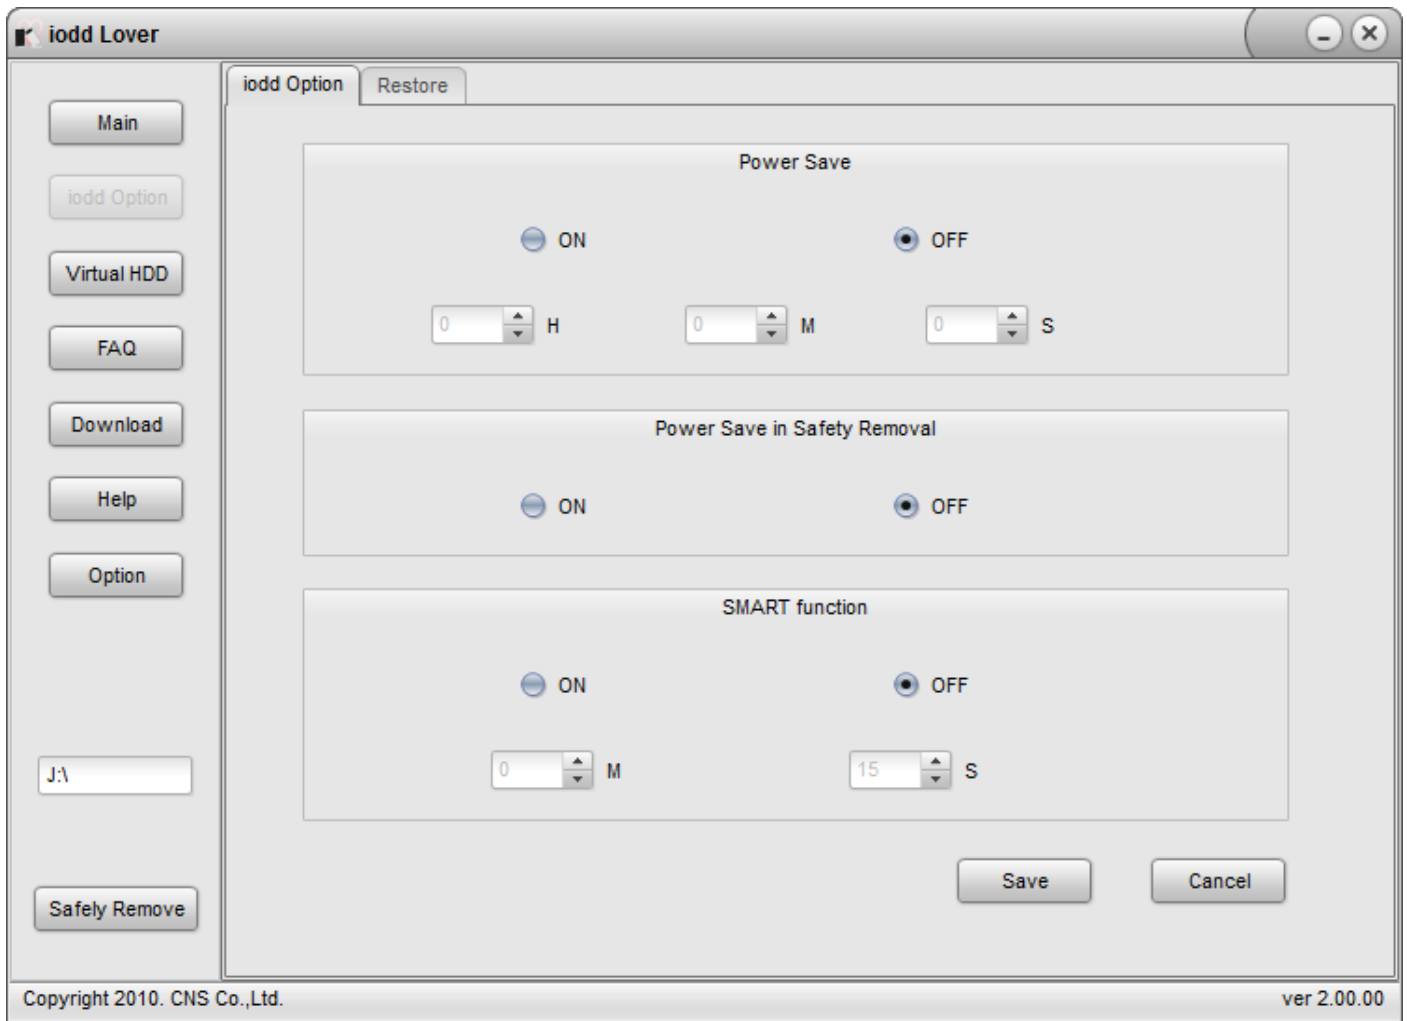 iodd Lover
iodd Option
Restore
Main
iodd Option
Virtual HDD
FAQ
Download
Help
Option
J:\
Safely Remove
Power Save
ON OFF
0 H 0 M 0 S
Power Save in Safety Removal
ON OFF
SMART function
ON OFF
0 M 15 S
Save Cancel
Copyright 2010. CNS Co.,Ltd. ver 2.00.00